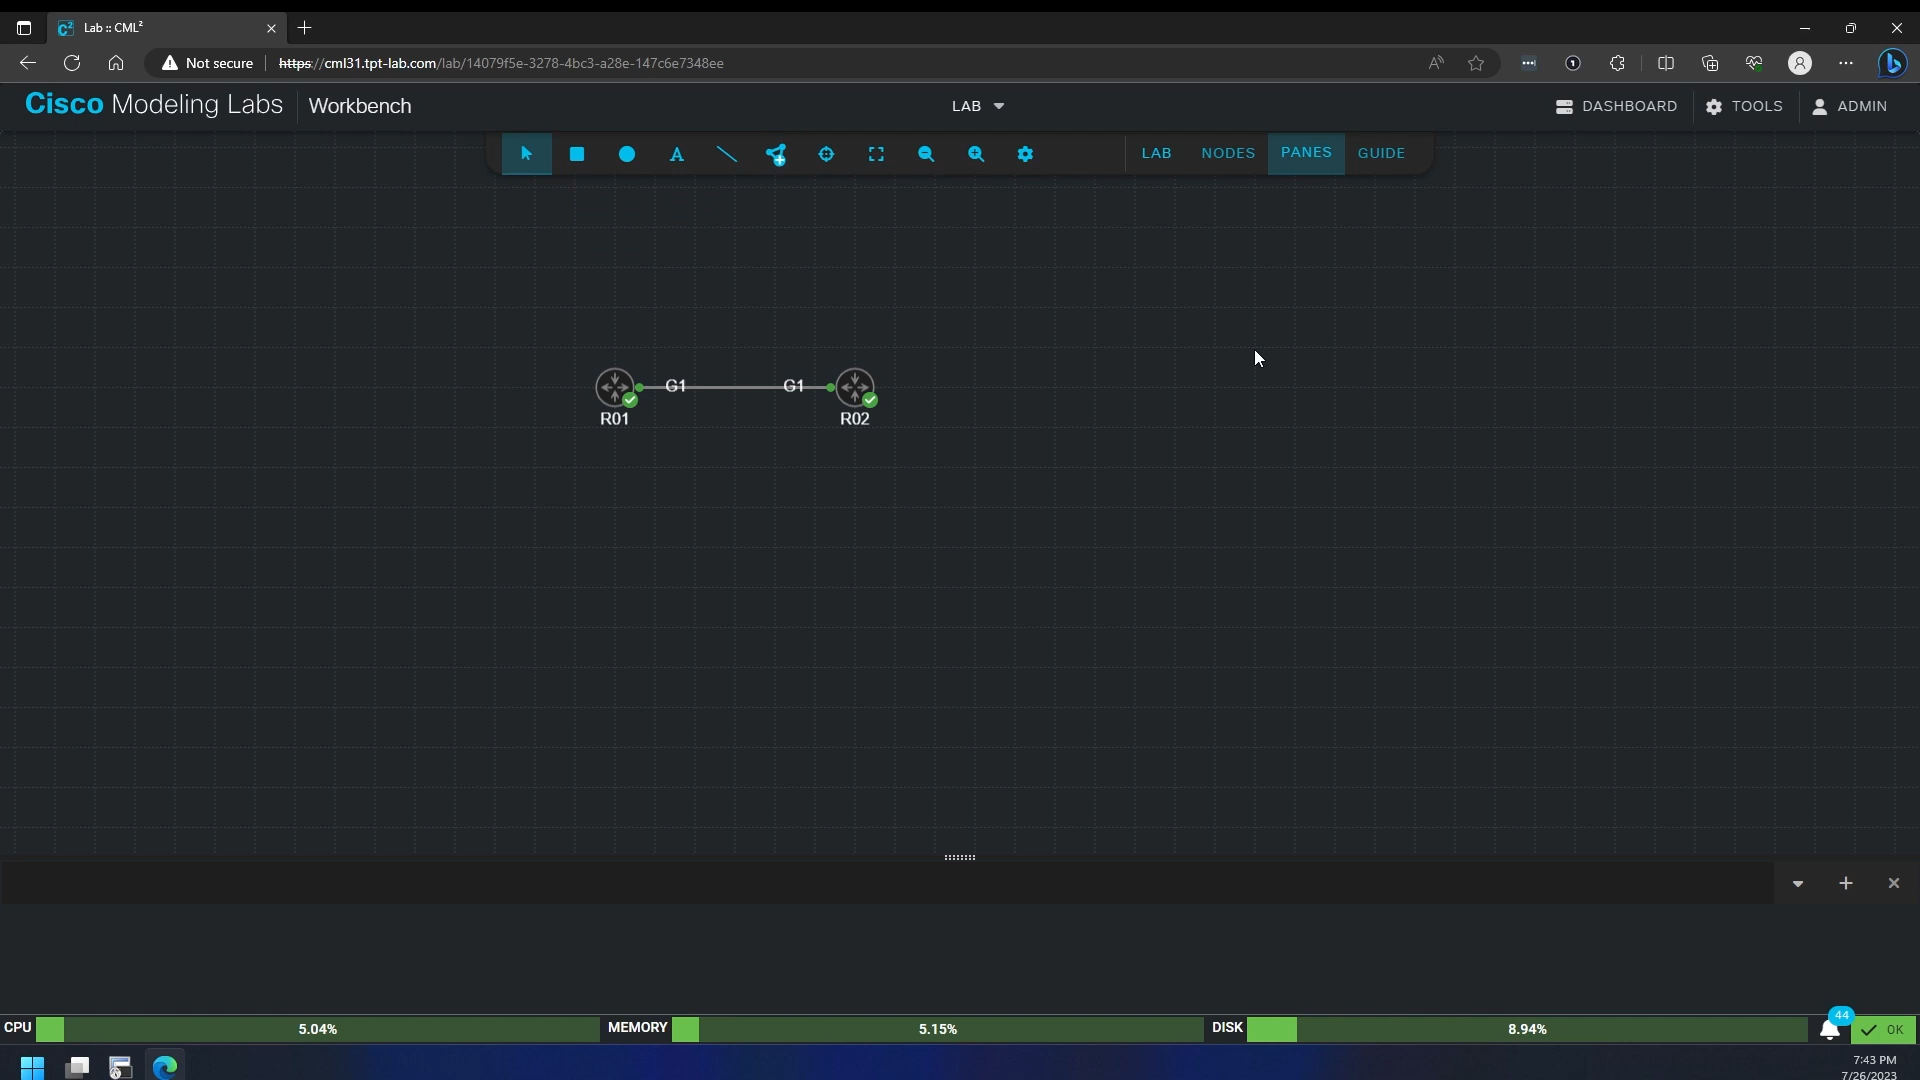 Lab :: CML²
Not secure https://cml31.tpt-lab.com/lab/14079f5e-3278-4bc3-a28e-147c6e7348ee
Cisco Modeling Labs Workbench LAB DASHBOARD TOOLS ADMIN
A LAB NODES PANES GUIDE
G1 G1
R01 R02
44
CPU 5.04% MEMORY 5.15% DISK 8.94% OK
7:43 PM
7/26/2023